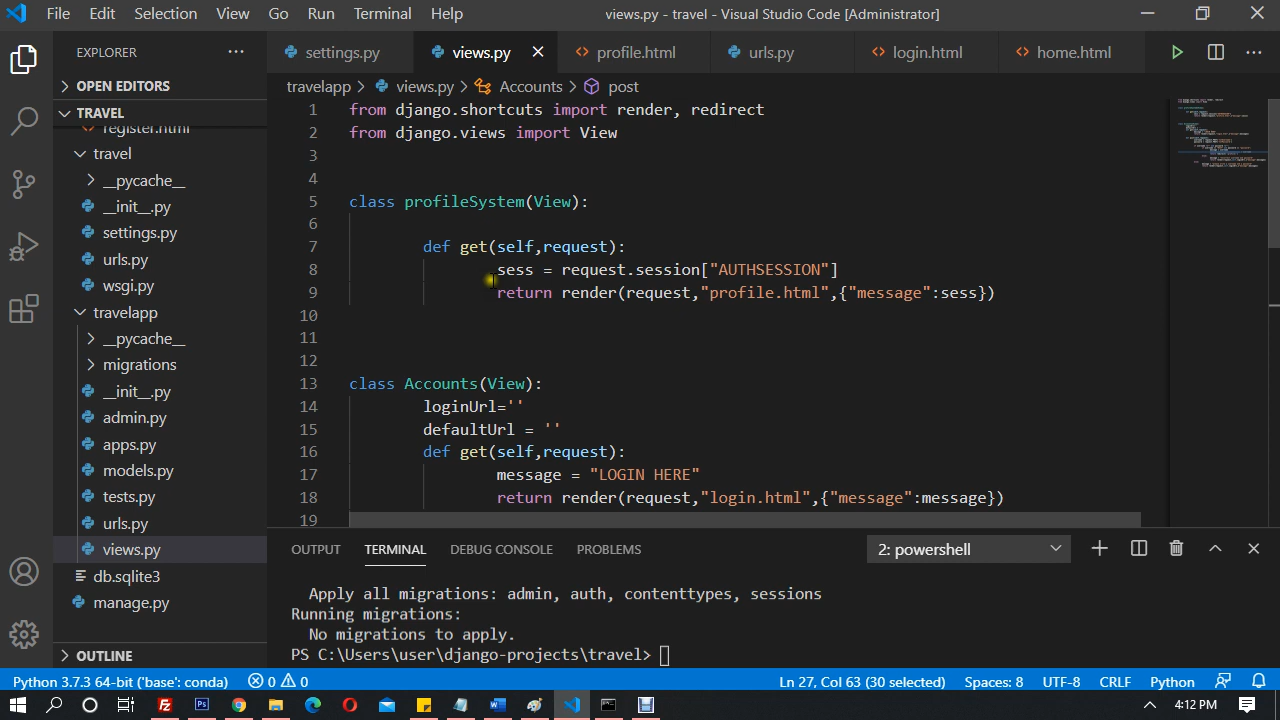 File Edit Selection View Go Run Terminal Help views.py - travel - Visual Studio Code [Administrator]
EXPLORER ···
OPEN EDITORS
TRAVEL
register.html
travel
__pycache__
__init__.py
settings.py
urls.py
wsgi.py
travelapp
__pycache__
migrations
__init__.py
admin.py
apps.py
models.py
tests.py
urls.py
views.py
db.sqlite3
manage.py
OUTLINE
settings.py views.py profile.html urls.py login.html home.html
travelapp > views.py > Accounts > post
1 from django.shortcuts import render, redirect
2 from django.views import View
3
4
5 class profileSystem(View):
6
7 def get(self,request):
8 sess = request.session["AUTHSESSION"]
9 return render(request,"profile.html",{"message":sess})
10
11
12
13 class Accounts(View):
14 loginUrl=''
15 defaultUrl = ''
16 def get(self,request):
17 message = "LOGIN HERE"
18 return render(request,"login.html",{"message":message})
19
OUTPUT TERMINAL DEBUG CONSOLE PROBLEMS 2: powershell
Apply all migrations: admin, auth, contenttypes, sessions
Running migrations:
No migrations to apply.
PS C:\Users\user\django-projects\travel>
Python 3.7.3 64-bit ('base': conda) 0 0 Ln 27, Col 63 (30 selected) Spaces: 8 UTF-8 CRLF Python
Fz Ps 4:12 PM